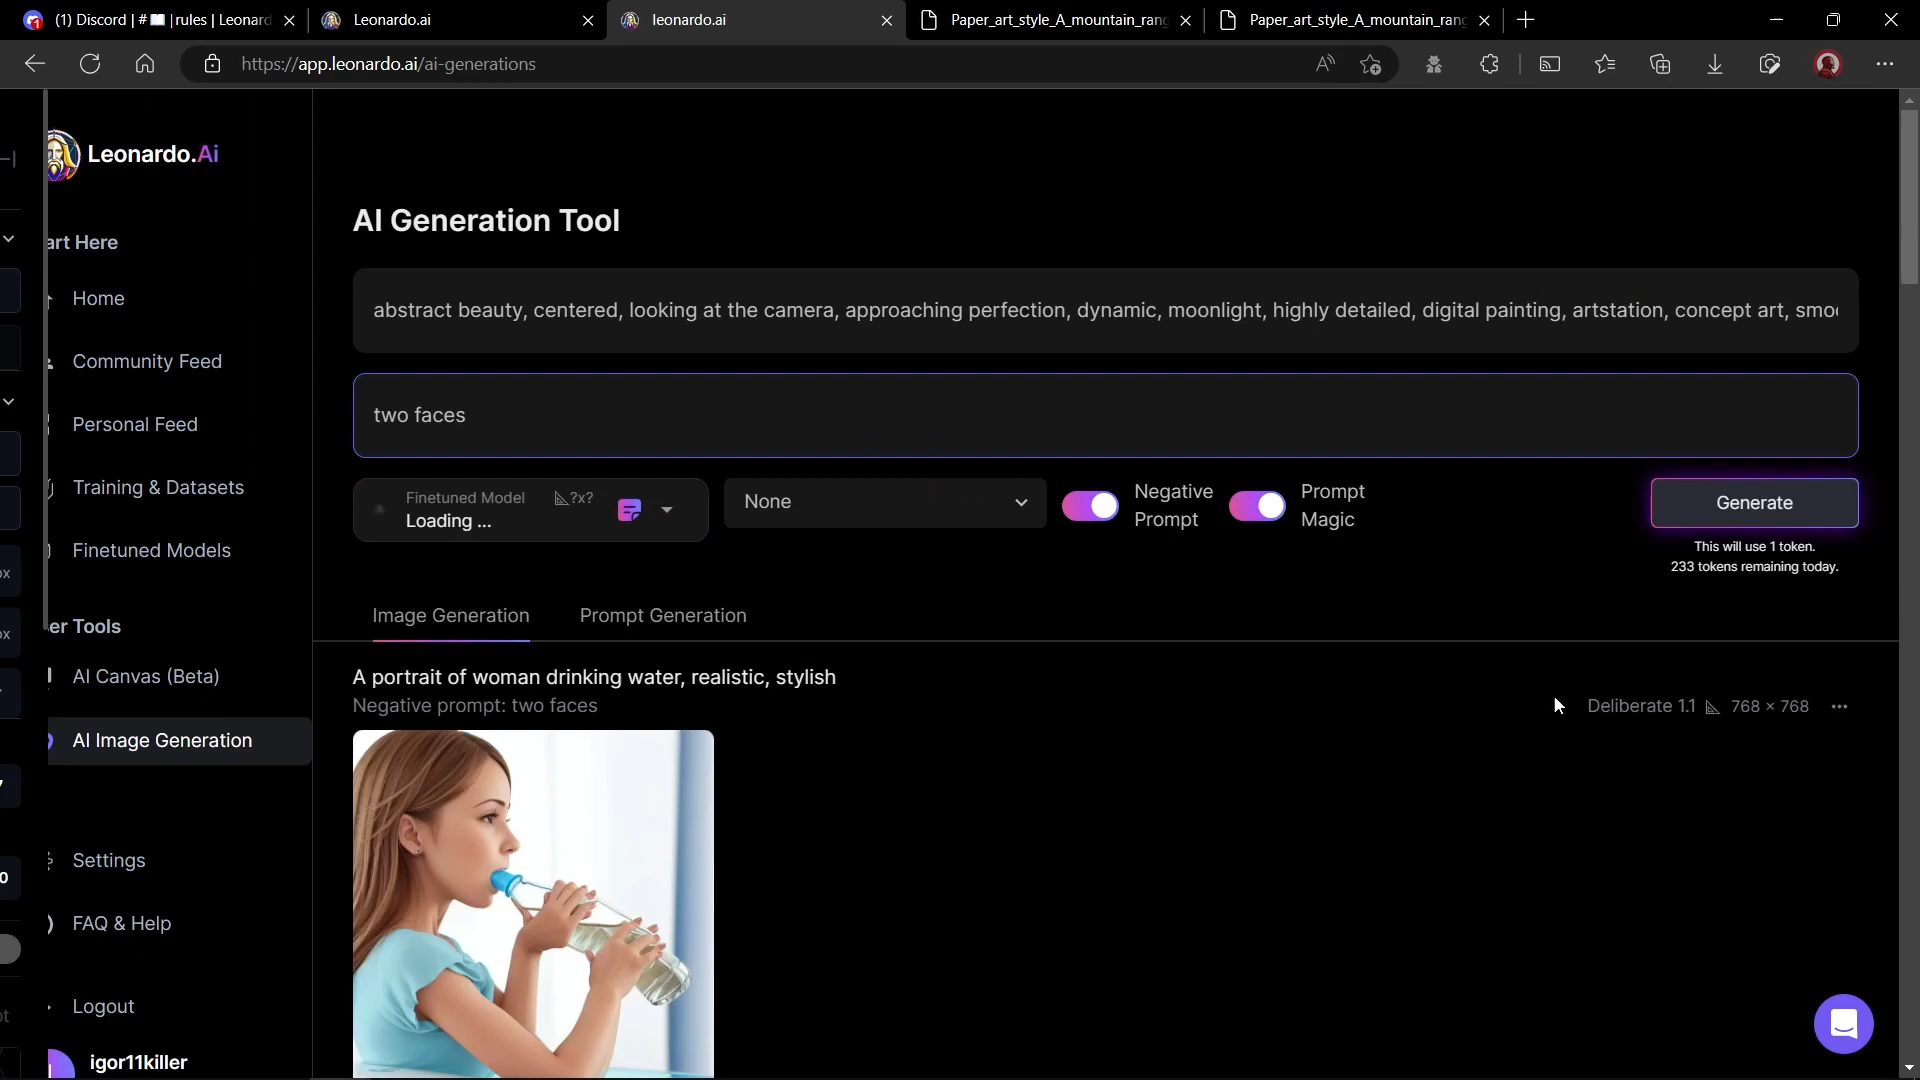 (1) Discord | # |rules | Leonard
Leonardo.ai
leonardo.ai
Paper_art_style_A_mountain_rang
Paper_art_style_A_mountain_rang
https://app.leonardo.ai/ai-generations
Leonardo.Ai
art Here
Home
Community Feed
Personal Feed
Training & Datasets
Finetuned Models
er Tools
AI Canvas (Beta)
AI Image Generation
Settings
FAQ & Help
Logout
igor11killer
AI Generation Tool
abstract beauty, centered, looking at the camera, approaching perfection, dynamic, moonlight, highly detailed, digital painting, artstation, concept art, smo
two faces
Finetuned Model
?x?
Loading ...
None
Negative
Prompt
Prompt
Magic
Generate
This will use 1 token.
233 tokens remaining today.
Image Generation
Prompt Generation
A portrait of woman drinking water, realistic, stylish
Negative prompt: two faces
Deliberate 1.1
768 × 768